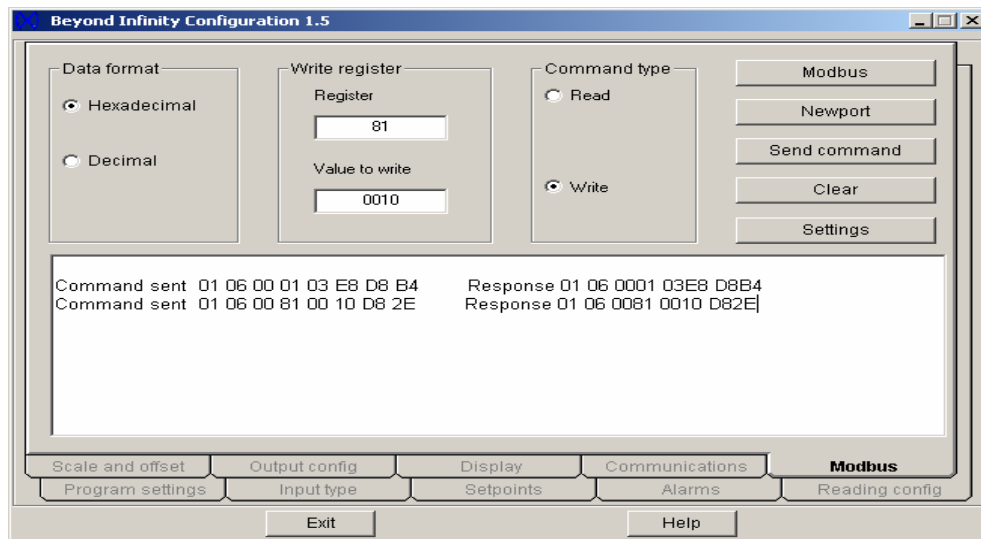 Beyond Infinity Configuration 1.5
Data format
Hexadecimal
Decimal
Write register
Register
81
Value to write
0010
Command type
Read
Write
Modbus
Newport
Send command
Clear
Settings
Command sent 01 06 00 01 03 E8 D8 B4 Response 01 06 0001 03E8 D8B4
Command sent 01 06 00 81 00 10 D8 2E Response 01 06 0081 0010 D82E
Scale and offset Output config Display Communications Modbus
Program settings Input type Setpoints Alarms Reading config
Exit Help